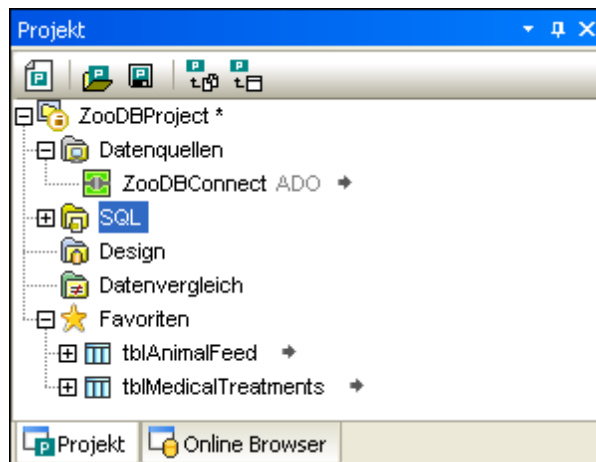 Projekt
ZooDBProject *
Datenquellen
ZooDBConnect ADO
SQL
Design
Datenvergleich
Favoriten
tblAnimalFeed
tblMedicalTreatments
Projekt Online Browser